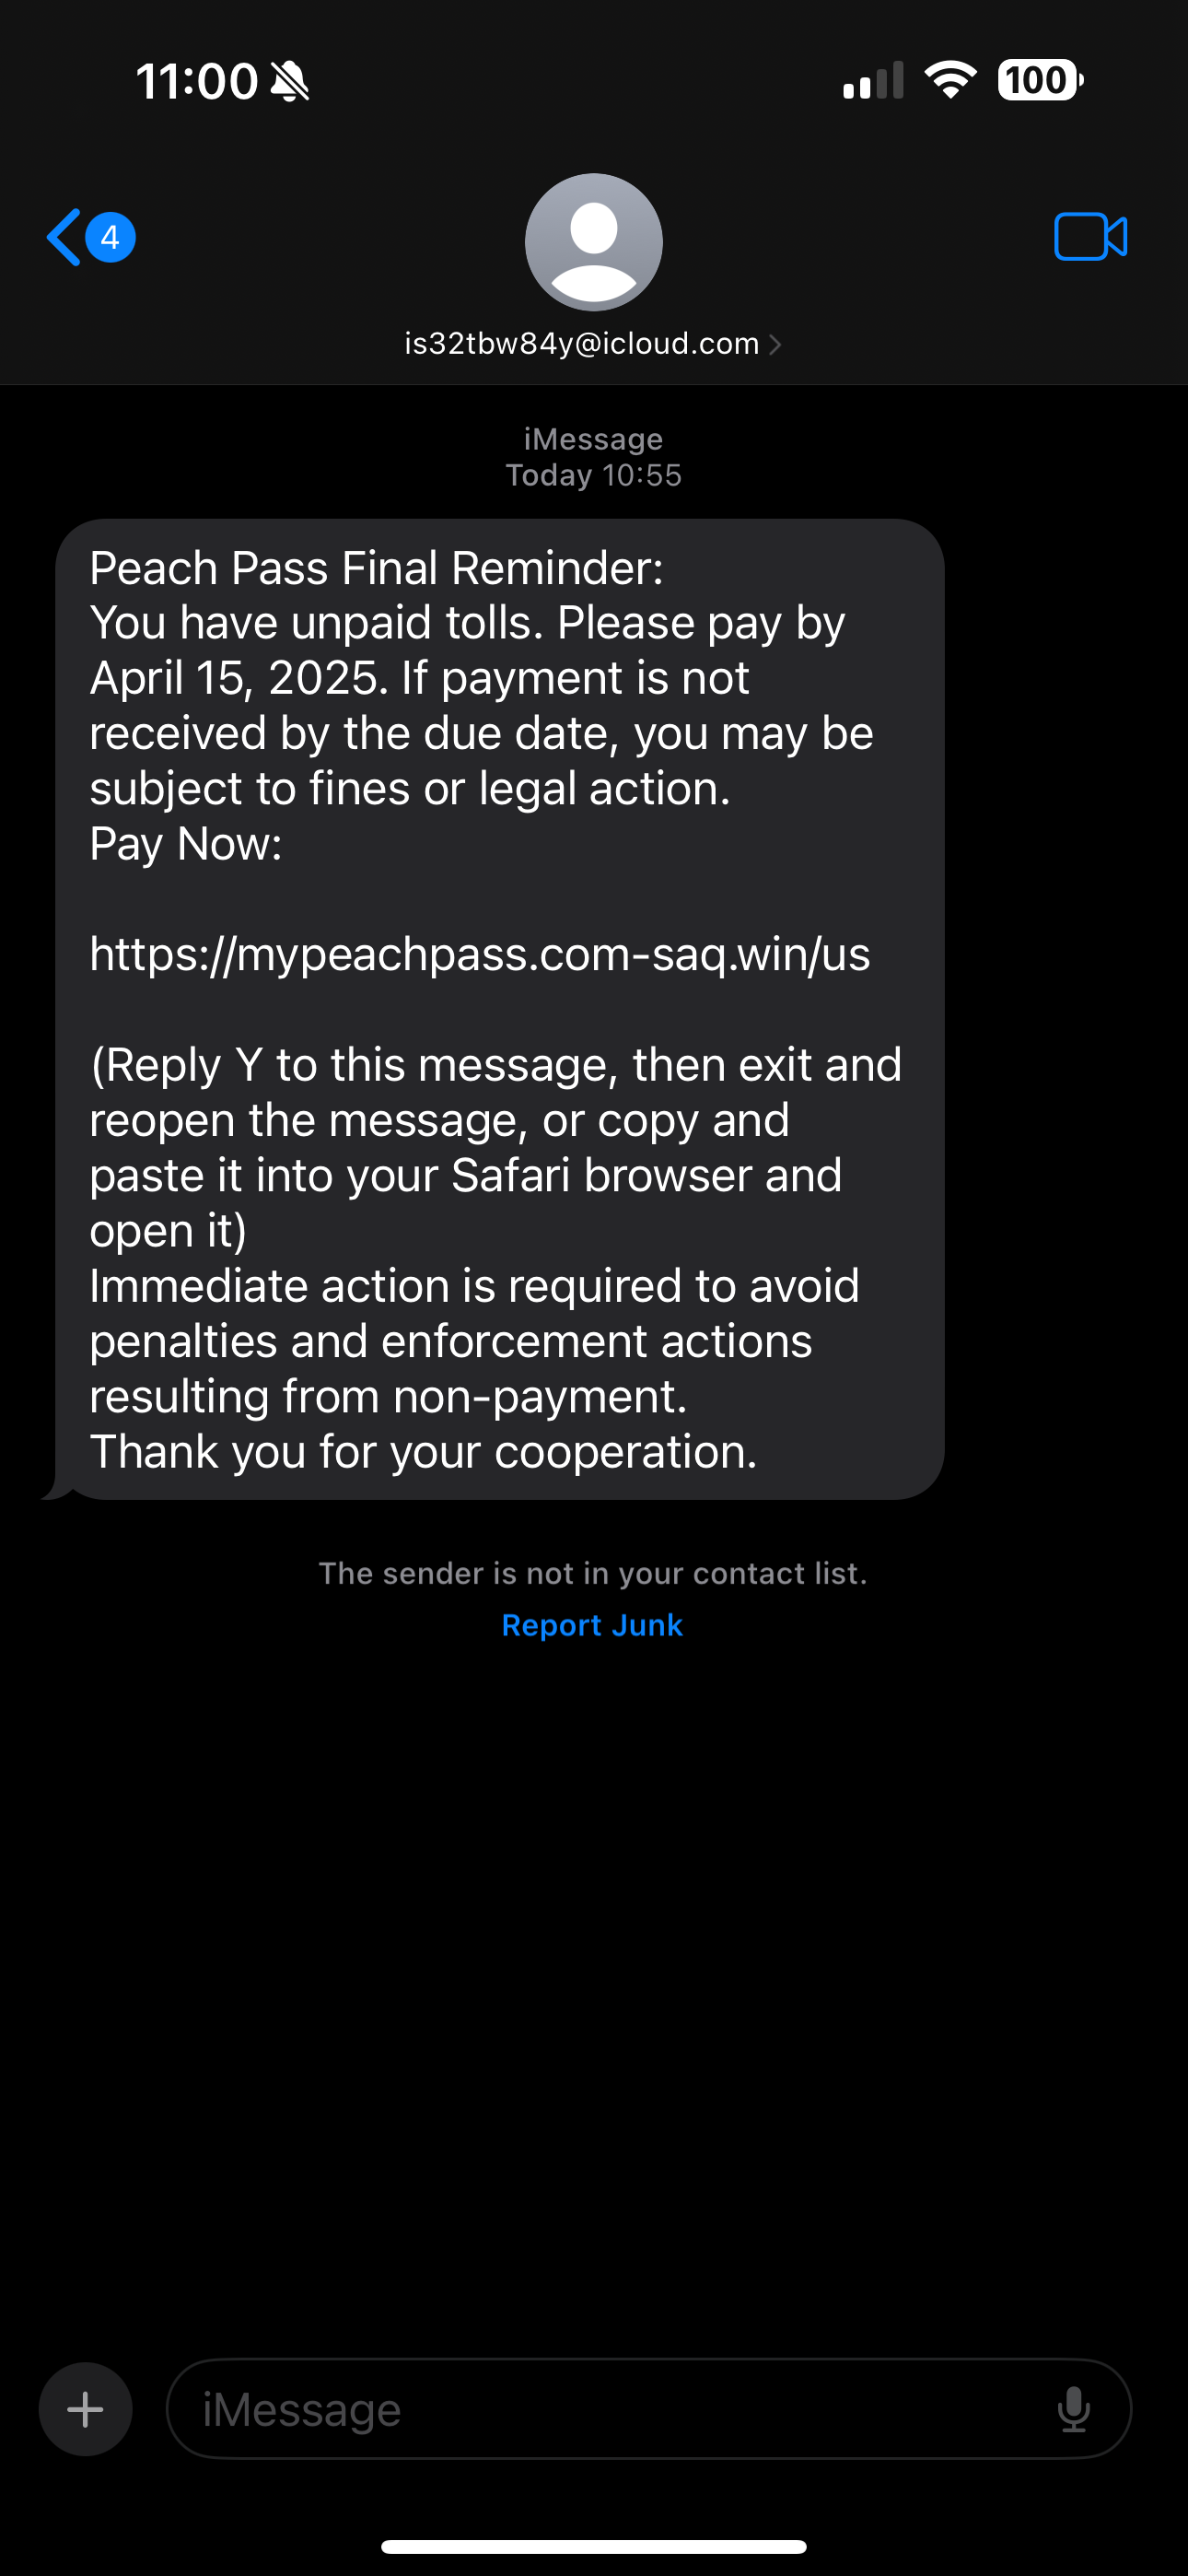 11:00
100
4
is32tbw84y@icloud.com
iMessage
Today 10:55
Peach Pass Final Reminder:
You have unpaid tolls. Please pay by
April 15, 2025. If payment is not
received by the due date, you may be
subject to fines or legal action.
Pay Now:
https://mypeachpass.com-saq.win/us
(Reply Y to this message, then exit and
reopen the message, or copy and
paste it into your Safari browser and
open it)
Immediate action is required to avoid
penalties and enforcement actions
resulting from non-payment.
Thank you for your cooperation.
The sender is not in your contact list.
Report Junk
iMessage